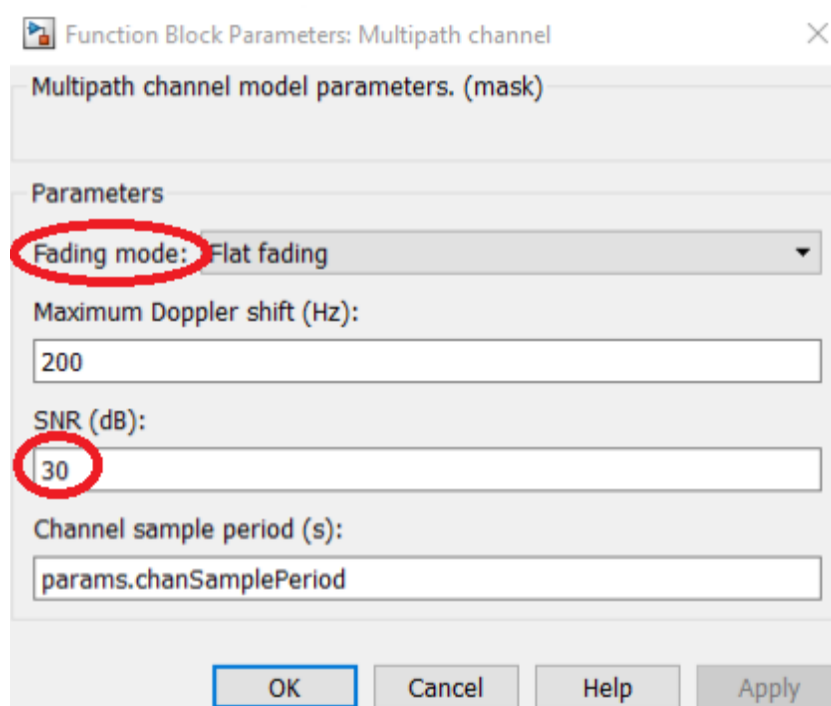 Function Block Parameters: Multipath channel
Multipath channel model parameters. (mask)
Parameters
Fading mode: Flat fading
Maximum Doppler shift (Hz):
200
SNR (dB):
30
Channel sample period (s):
params.chanSamplePeriod
OK Cancel Help Apply